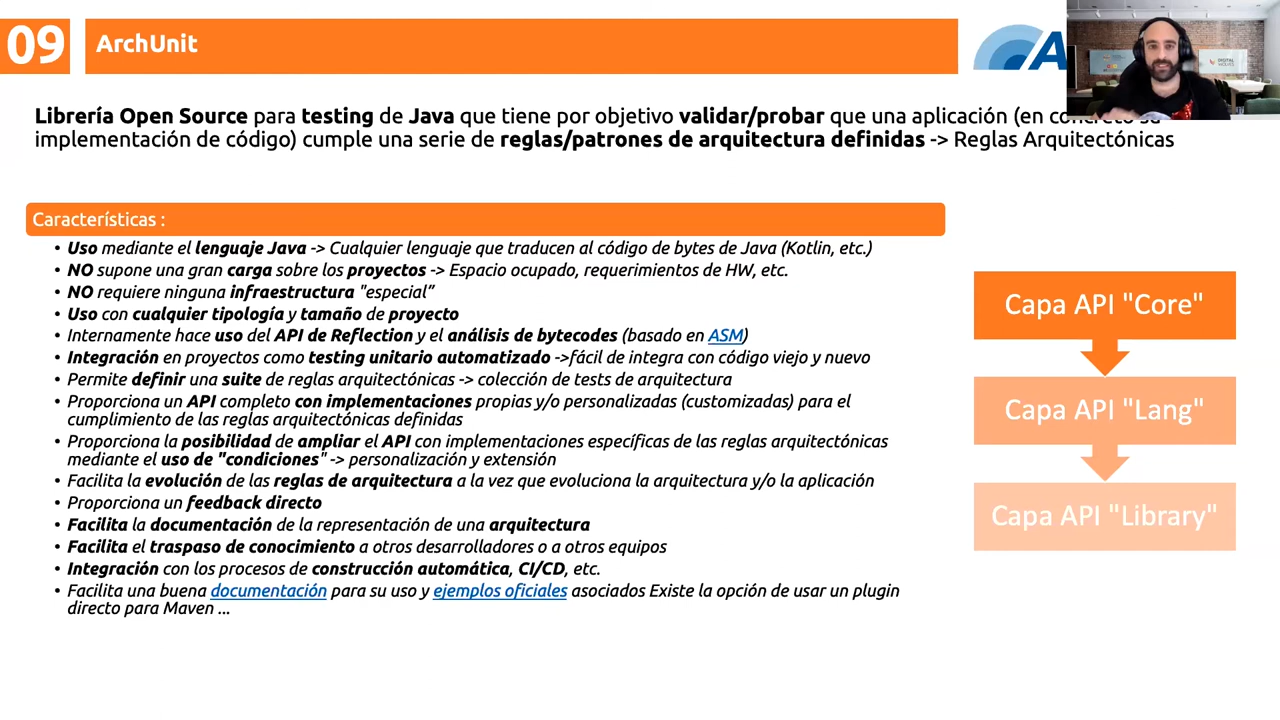 09
ArchUnit
Librería Open Source para testing de Java que tiene por objetivo validar/probar que una aplicación (en concreto su
implementación de código) cumple una serie de reglas/patrones de arquitectura definidas -> Reglas Arquitectónicas
Características :
• Uso mediante el lenguaje Java -> Cualquier lenguaje que traducen al código de bytes de Java (Kotlin, etc.)
• NO supone una gran carga sobre los proyectos -> Espacio ocupado, requerimientos de HW, etc.
• NO requiere ninguna infraestructura "especial”
• Uso con cualquier tipología y tamaño de proyecto
• Internamente hace uso del API de Reflection y el análisis de bytecodes (basado en ASM)
• Integración en proyectos como testing unitario automatizado ->fácil de integra con código viejo y nuevo
• Permite definir una suite de reglas arquitectónicas -> colección de tests de arquitectura
• Proporciona un API completo con implementaciones propias y/o personalizadas (customizadas) para el
cumplimiento de las reglas arquitectónicas definidas
• Proporciona la posibilidad de ampliar el API con implementaciones específicas de las reglas arquitectónicas
mediante el uso de "condiciones" -> personalización y extensión
• Facilita la evolución de las reglas de arquitectura a la vez que evoluciona la arquitectura y/o la aplicación
• Proporciona un feedback directo
• Facilita la documentación de la representación de una arquitectura
• Facilita el traspaso de conocimiento a otros desarrolladores o a otros equipos
• Integración con los procesos de construcción automática, CI/CD, etc.
• Facilita una buena documentación para su uso y ejemplos oficiales asociados Existe la opción de usar un plugin
directo para Maven ...
Capa API "Core"
Capa API "Lang"
Capa API "Library"